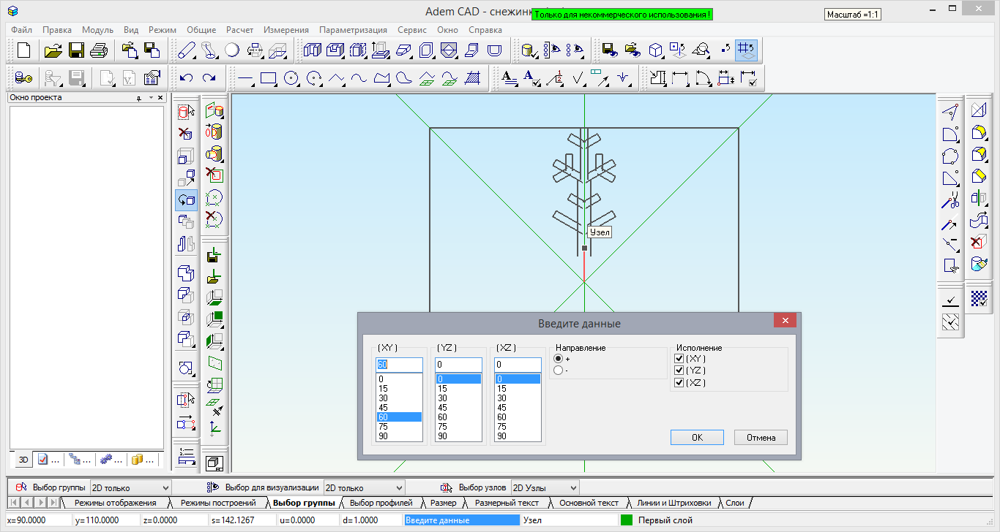 Adem CAD - снежинк
Только для некоммерческого использования !
Масштаб =1:1
Файл Правка Модуль Вид Режим Общие Расчет Измерения Параметризация Сервис Окно Справка
Окно проекта
Узел
Введите данные
( XY ) ( YZ ) ( XZ ) Направление Исполнение
60 0 0 + ( XY )
- ( YZ )
( XZ )
0 0 0
15 15 15
30 30 30
45 45 45
60 60 60
75 75 75
90 90 90
OK Отмена
3D ... ... ... ...
Выбор группы 2D только Выбор для визуализации 2D только Выбор узлов 2D Узлы
Режимы отображения Режимы построений Выбор группы Выбор профилей Размер Размерный текст Основной текст Линии и Штриховки Слои
x=90.0000 y=110.0000 z=0.0000 s=142.1267 u=0.0000 d=1.0000 Введите данные Узел Первый слой